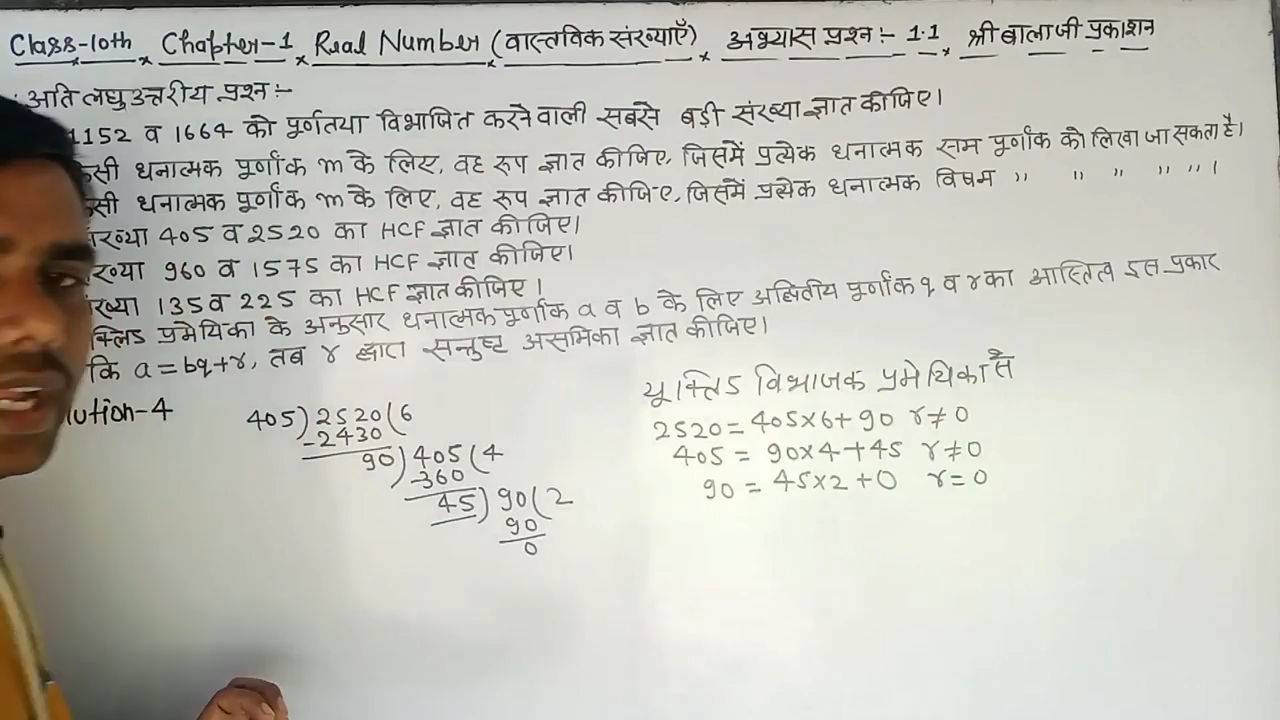 Class-10th Chapter-1 Real Number (वास्तविक संख्याएँ) अभ्यास प्रश्न:- 1.1 श्री बालाजी प्रकाशन
अति लघु उत्तरीय प्रश्न:-
1152 व 1664 को पूर्णतया विभाजित करने वाली सबसे बड़ी संख्या ज्ञात कीजिए।
धनात्मक पूर्णांक m के लिए, वह रूप ज्ञात कीजिए, जिसमें प्रत्येक धनात्मक सम पूर्णांक को लिखा जा सकता है।
धनात्मक पूर्णांक m के लिए, वह रूप ज्ञात कीजिए, जिसमें प्रत्येक धनात्मक विषम " " " " " ।
405 व 2520 का HCF ज्ञात कीजिए।
960 व 1575 का HCF ज्ञात कीजिए।
135 व 225 का HCF ज्ञात कीजिए।
प्रमेयिका के अनुसार धनात्मक पूर्णांक a व b के लिए अद्वितीय पूर्णांक q व r का अस्तित्व इस प्रकार
कि a = bq + r, तब r द्वारा सन्तुष्ट असमिका ज्ञात कीजिए।
lution-4
405)2520(6
-2430
90)405(4
-360
45)90(2
90
0
यूक्लिड विभाजक प्रमेयिका से
2520 = 405×6+90 r≠0
405 = 90×4+45 r≠0
90 = 45×2+0 r=0